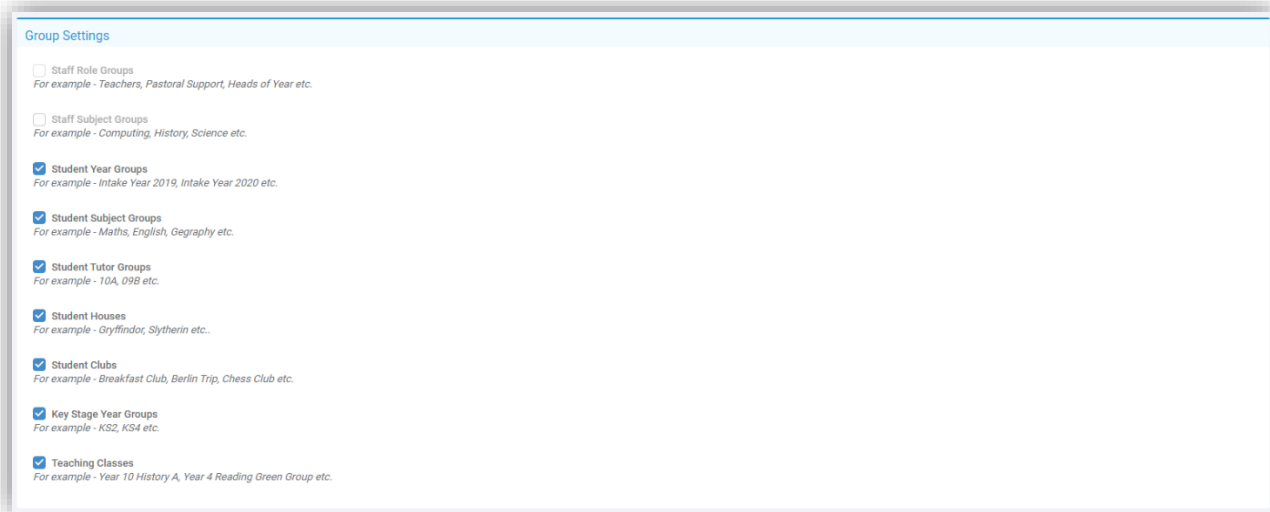 Group Settings
Staff Role Groups
For example - Teachers, Pastoral Support, Heads of Year etc.
Staff Subject Groups
For example - Computing, History, Science etc.
Student Year Groups
For example - Intake Year 2019, Intake Year 2020 etc.
Student Subject Groups
For example - Maths, English, Gegraphy etc.
Student Tutor Groups
For example - 10A, 09B etc.
Student Houses
For example - Gryffindor, Slytherin etc..
Student Clubs
For example - Breakfast Club, Berlin Trip, Chess Club etc.
Key Stage Year Groups
For example - KS2, KS4 etc.
Teaching Classes
For example - Year 10 History A, Year 4 Reading Green Group etc.